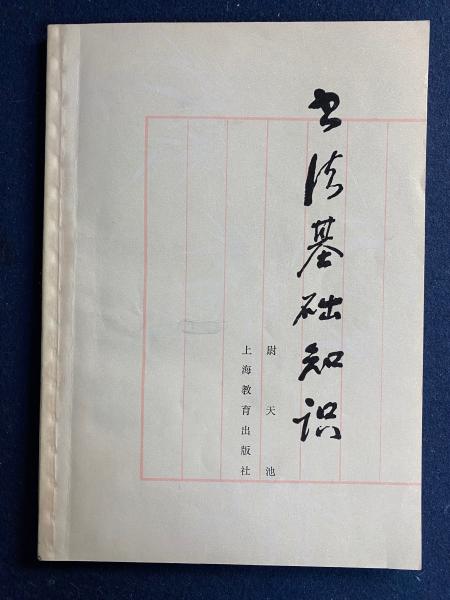 书法基础知识
尉天池
上海教育出版社